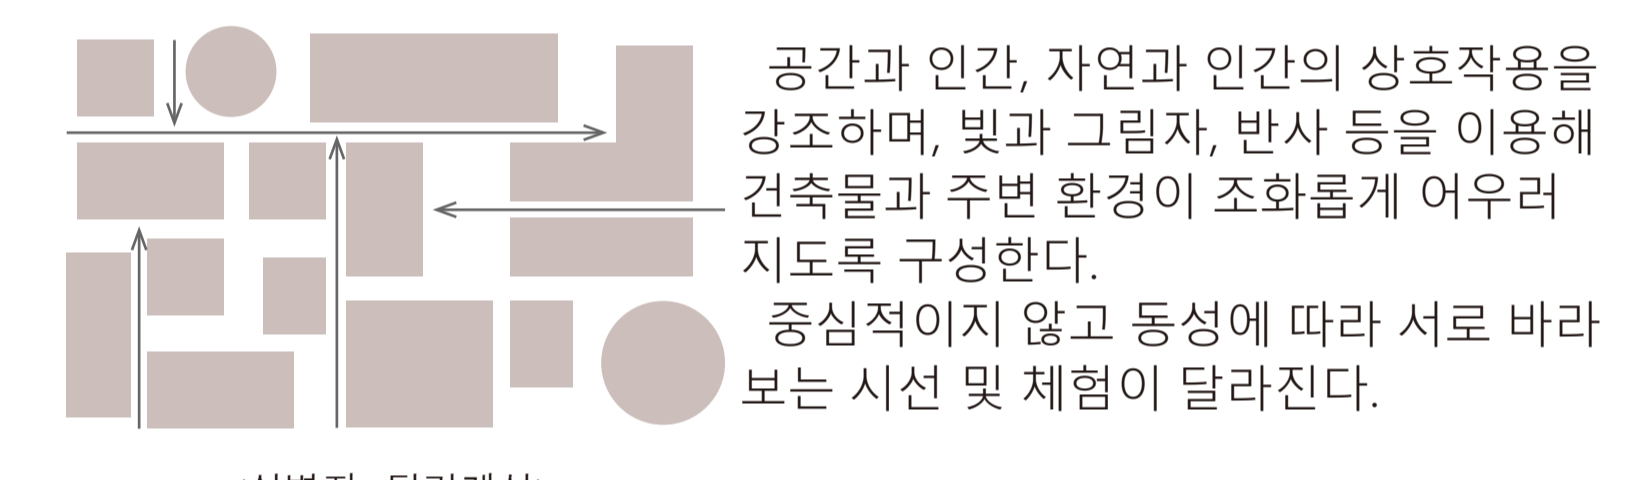 공간과 인간, 자연과 인간의 상호작용을
강조하며, 빛과 그림자, 반사 등을 이용해
건축물과 주변 환경이 조화롭게 어우러
지도록 구성한다.
중심적이지 않고 동성에 따라 서로 바라
보는 시선 및 체험이 달라진다.